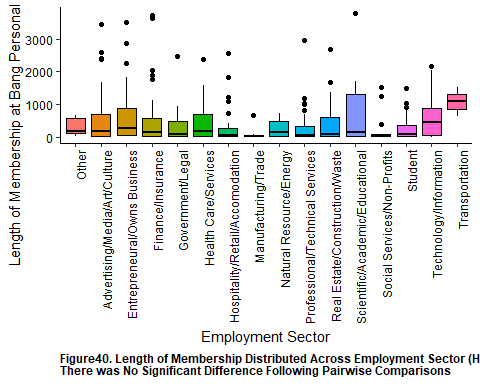 Length of Membership at Bang Personal
3000
2000
1000
0
Other
Advertising/Media/Art/Culture
Entrepreneurial/Owns Business
Finance/Insurance
Government/Legal
Health Care/Services
Hospitality/Retail/Accomodation
Manufacturing/Trade
Natural Resource/Energy
Professional/Technical Services
Real Estate/Construction/Waste
Scientific/Academic/Educational
Social Services/Non-Profits
Student
Technology/Information
Transportation
Employment Sector
Figure40. Length of Membership Distributed Across Employment Sector (H
There was No Significant Difference Following Pairwise Comparisons